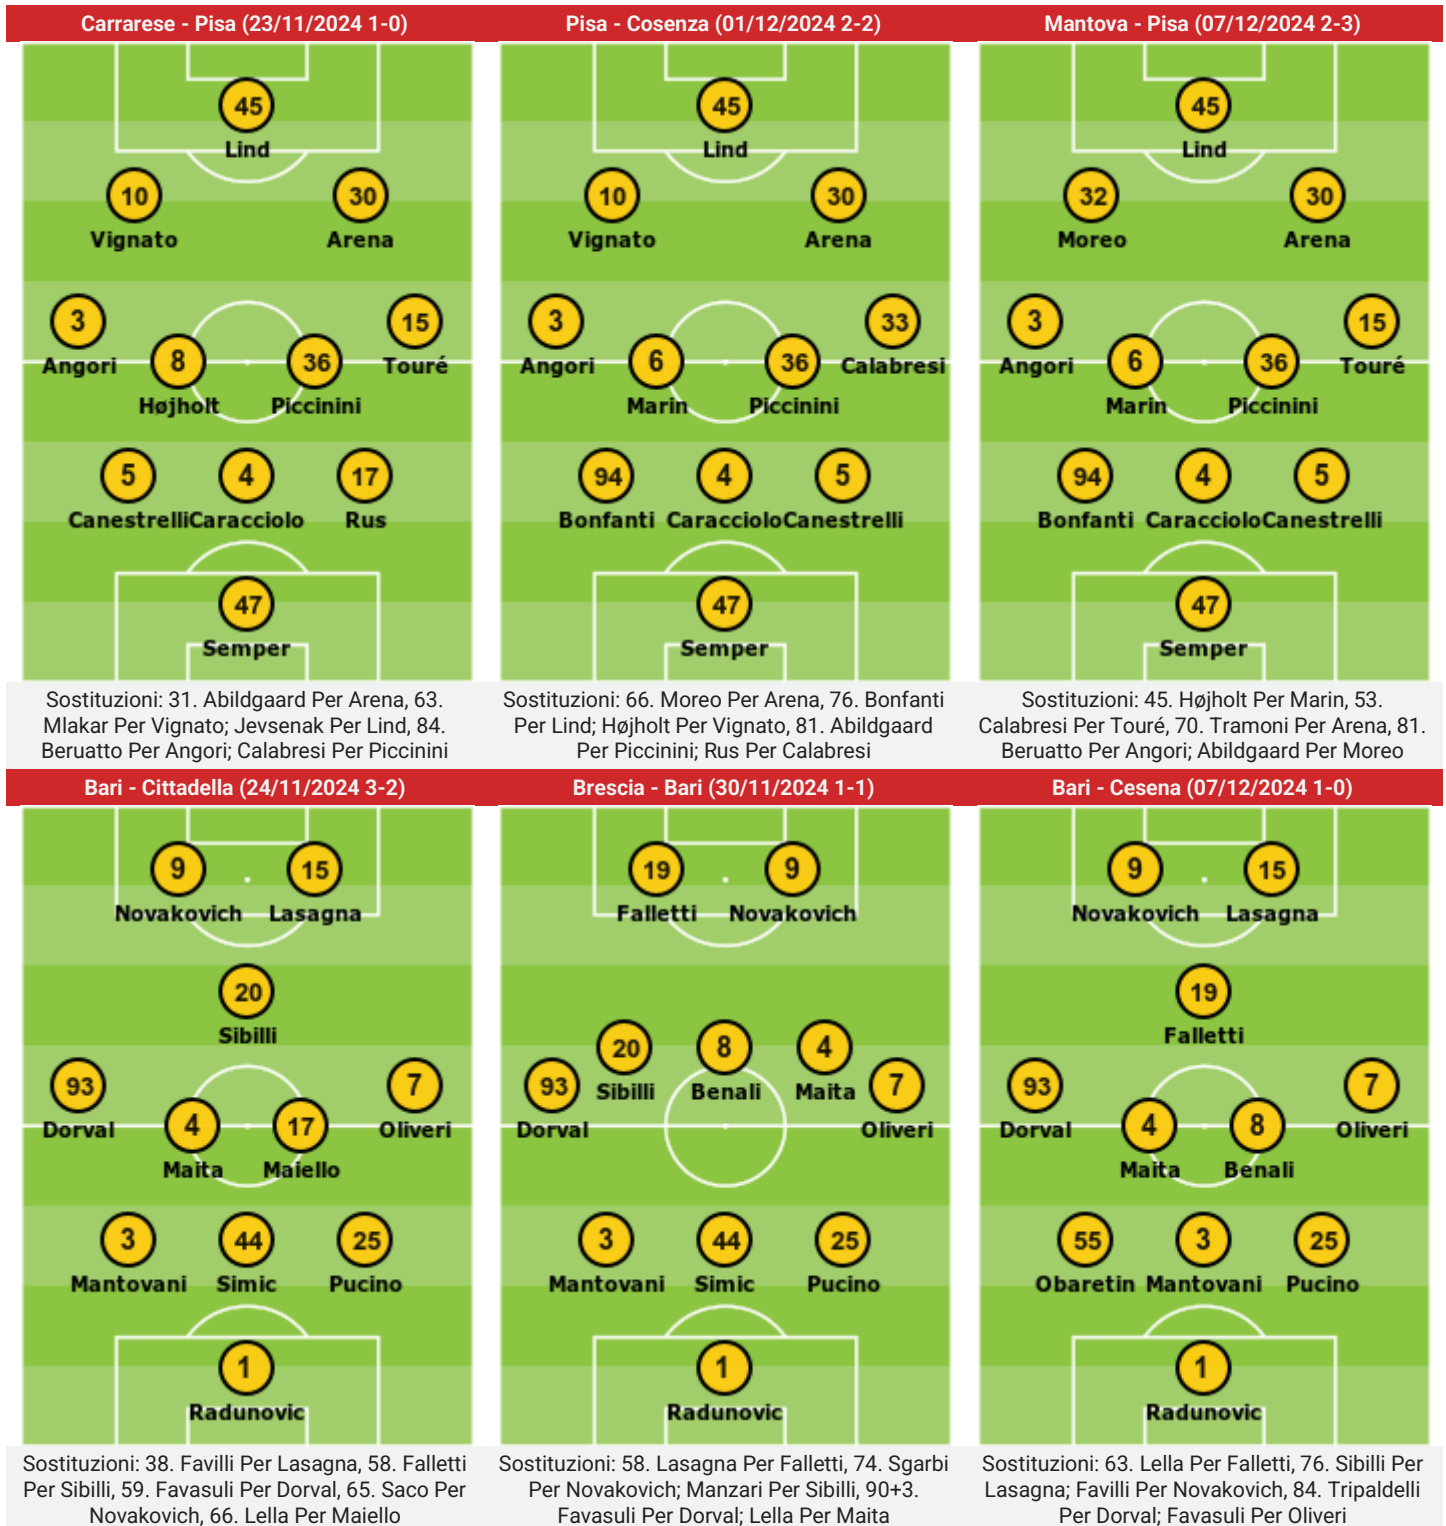 Carrarese - Pisa (23/11/2024 1-0)
45
Lind
10
Vignato
30
Arena
3
Angori
8
Højholt
36
Piccinini
15
Touré
5
Canestrelli
4
Caracciolo
17
Rus
47
Semper
Sostituzioni: 31. Abildgaard Per Arena, 63.
Mlakar Per Vignato; Jevsenak Per Lind, 84.
Beruatto Per Angori; Calabresi Per Piccinini
Pisa - Cosenza (01/12/2024 2-2)
45
Lind
10
Vignato
30
Arena
3
Angori
6
Marin
36
Piccinini
33
Calabresi
94
Bonfanti
4
Caracciolo
5
Canestrelli
47
Semper
Sostituzioni: 66. Moreo Per Arena, 76. Bonfanti
Per Lind; Højholt Per Vignato, 81. Abildgaard
Per Piccinini; Rus Per Calabresi
Mantova - Pisa (07/12/2024 2-3)
45
Lind
32
Moreo
30
Arena
3
Angori
6
Marin
36
Piccinini
15
Touré
94
Bonfanti
4
Caracciolo
5
Canestrelli
47
Semper
Sostituzioni: 45. Højholt Per Marin, 53.
Calabresi Per Touré, 70. Tramoni Per Arena, 81.
Beruatto Per Angori; Abildgaard Per Moreo
Bari - Cittadella (24/11/2024 3-2)
9
Novakovich
15
Lasagna
20
Sibilli
93
Dorval
4
Maita
17
Maiello
7
Oliveri
3
Mantovani
44
Simic
25
Pucino
1
Radunovic
Sostituzioni: 38. Favilli Per Lasagna, 58. Falletti
Per Sibilli, 59. Favasuli Per Dorval, 65. Saco Per
Novakovich, 66. Lella Per Maiello
Brescia - Bari (30/11/2024 1-1)
19
Falletti
9
Novakovich
93
Dorval
20
Sibilli
8
Benali
4
Maita
7
Oliveri
3
Mantovani
44
Simic
25
Pucino
1
Radunovic
Sostituzioni: 58. Lasagna Per Falletti, 74. Sgarbi
Per Novakovich; Manzari Per Sibilli, 90+3.
Favasuli Per Dorval; Lella Per Maita
Bari - Cesena (07/12/2024 1-0)
9
Novakovich
15
Lasagna
19
Falletti
93
Dorval
4
Maita
8
Benali
7
Oliveri
55
Obaretin
3
Mantovani
25
Pucino
1
Radunovic
Sostituzioni: 63. Lella Per Falletti, 76. Sibilli Per
Lasagna; Favilli Per Novakovich, 84. Tripaldelli
Per Dorval; Favasuli Per Oliveri